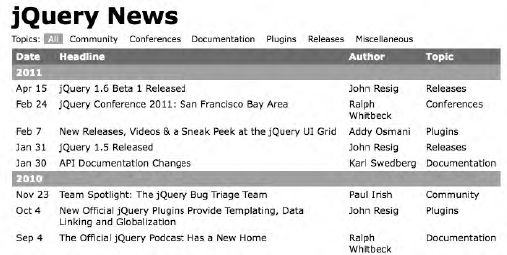 jQuery News
Topics: All Community Conferences Documentation Plugins Releases Miscellaneous
Date Headline Author Topic
2011
Apr 15 jQuery 1.6 Beta 1 Released John Resig Releases
Feb 24 jQuery Conference 2011: San Francisco Bay Area Ralph Conferences
Whitbeck
Feb 7 New Releases, Videos & a Sneak Peek at the jQuery UI Grid Addy Osmani Plugins
Jan 31 jQuery 1.5 Released John Resig Releases
Jan 30 API Documentation Changes Karl Swedberg Documentation
2010
Nov 23 Team Spotlight: The jQuery Bug Triage Team Paul Irish Community
Oct 4 New Official jQuery Plugins Provide Templating, Data John Resig Plugins
Linking and Globalization
Sep 4 The Official jQuery Podcast Has a New Home Ralph Documentation
Whitbeck